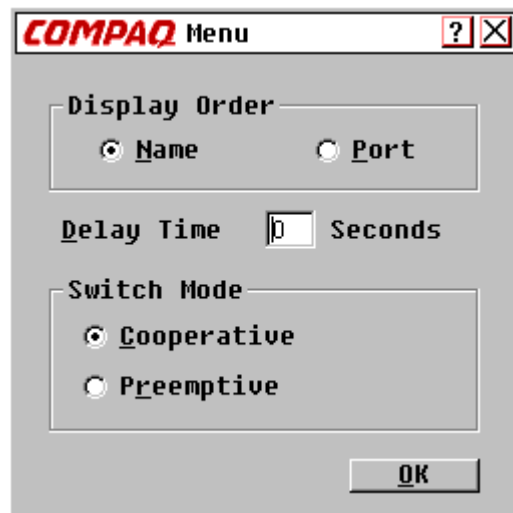 COMPAQ Menu ? X
Display Order
Name Port
Delay Time 0 Seconds
Switch Mode
Cooperative
Preemptive
OK